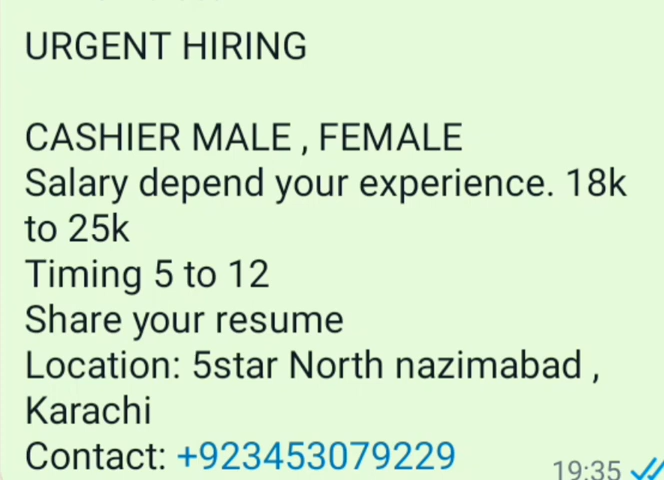 URGENT HIRING
CASHIER MALE , FEMALE
Salary depend your experience. 18k
to 25k
Timing 5 to 12
Share your resume
Location: 5star North nazimabad ,
Karachi
Contact: +923453079229
19:35